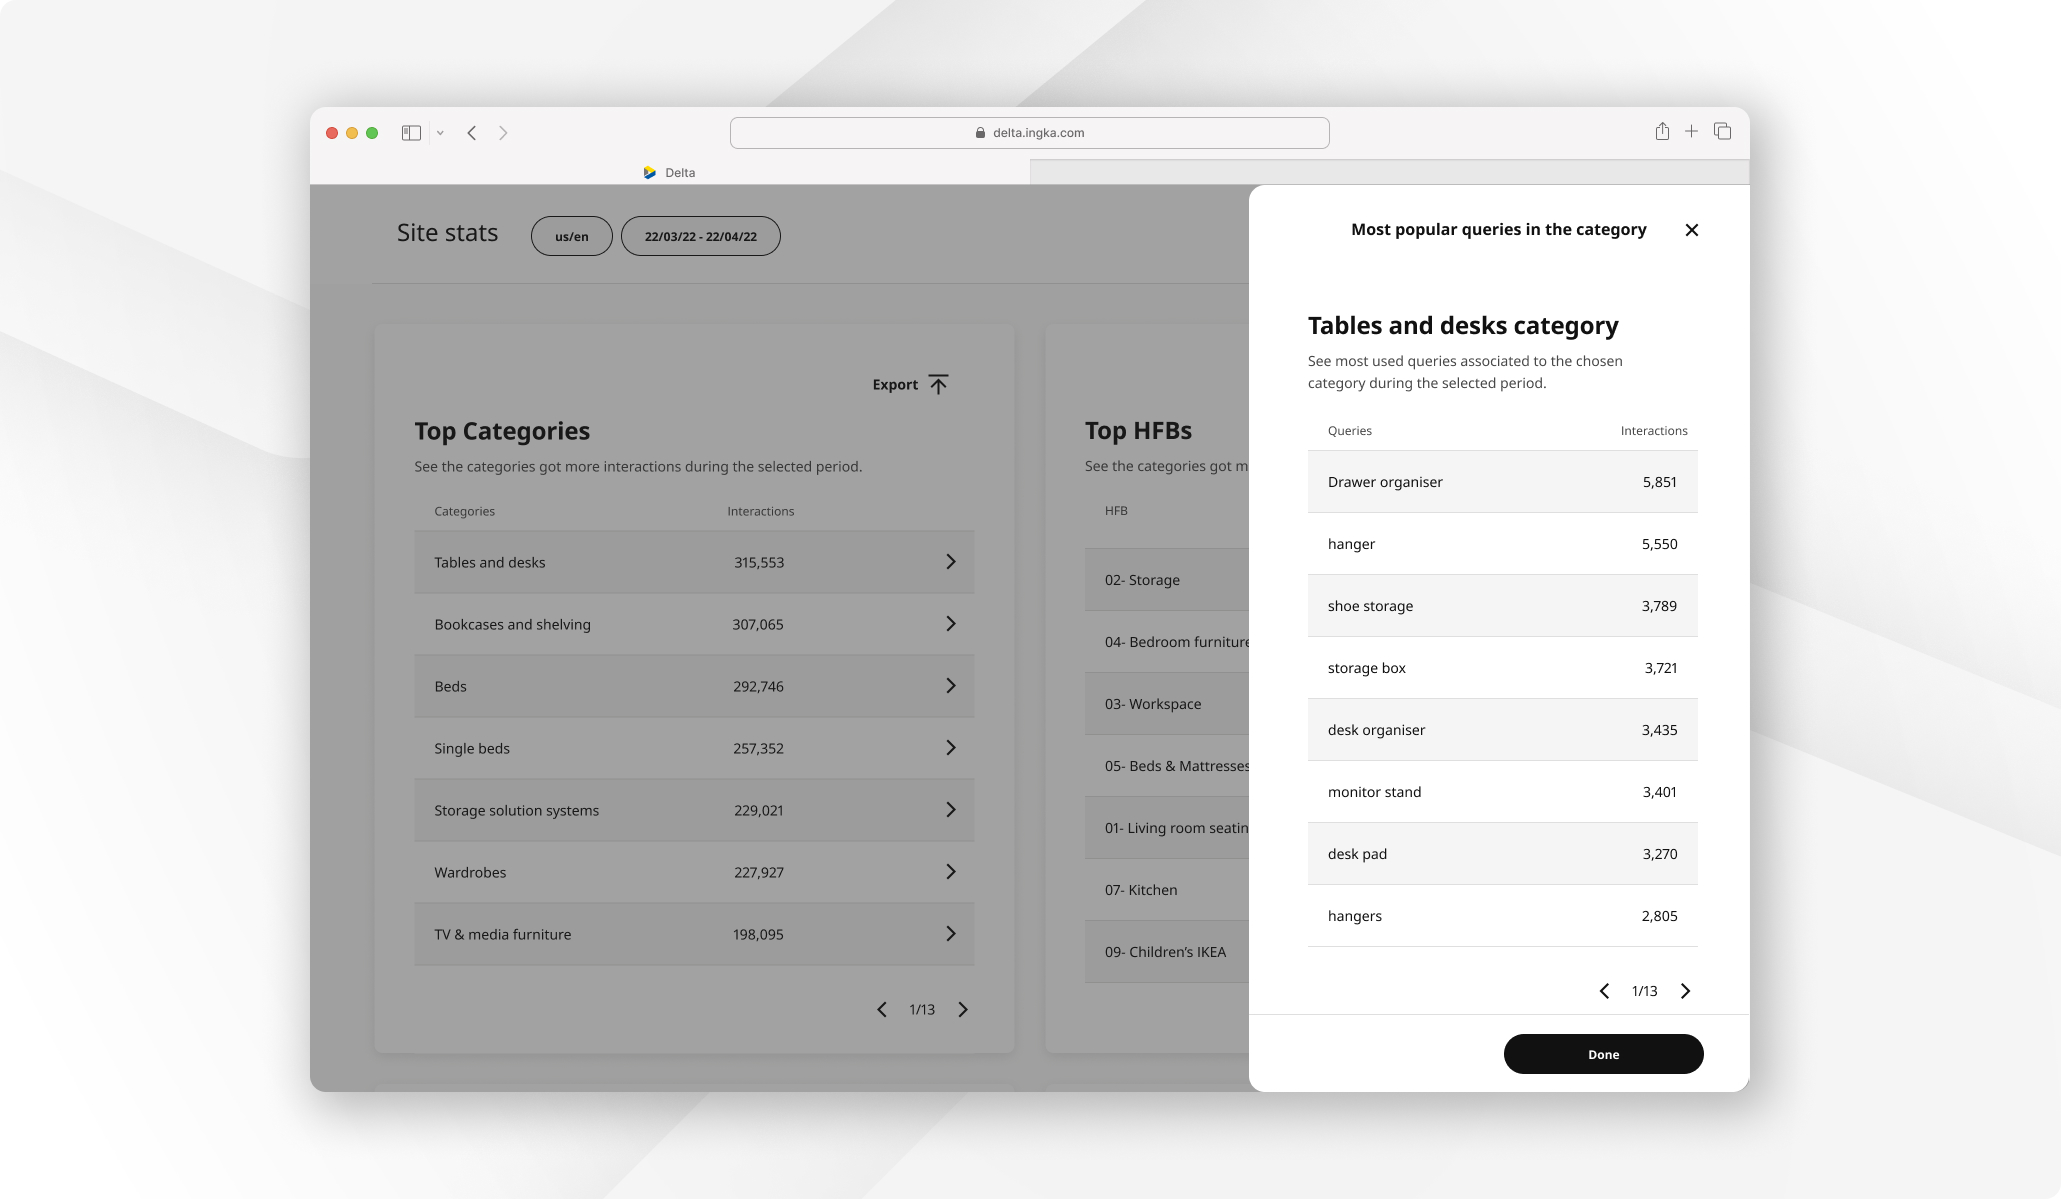 delta.ingka.com
Delta
Site stats
us/en
22/03/22 - 22/04/22
Export
Top Categories
See the categories got more interactions during the selected period.
Categories Interactions
Tables and desks 315,553
Bookcases and shelving 307,065
Beds 292,746
Single beds 257,352
Storage solution systems 229,021
Wardrobes 227,927
TV & media furniture 198,095
1/13
Top HFBs
See the categories got m
HFB
02- Storage
04- Bedroom furniture
03- Workspace
05- Beds & Mattresses
01- Living room seatin
07- Kitchen
09- Children’s IKEA
Most popular queries in the category
Tables and desks category
See most used queries associated to the chosen
category during the selected period.
Queries Interactions
Drawer organiser 5,851
hanger 5,550
shoe storage 3,789
storage box 3,721
desk organiser 3,435
monitor stand 3,401
desk pad 3,270
hangers 2,805
1/13
Done